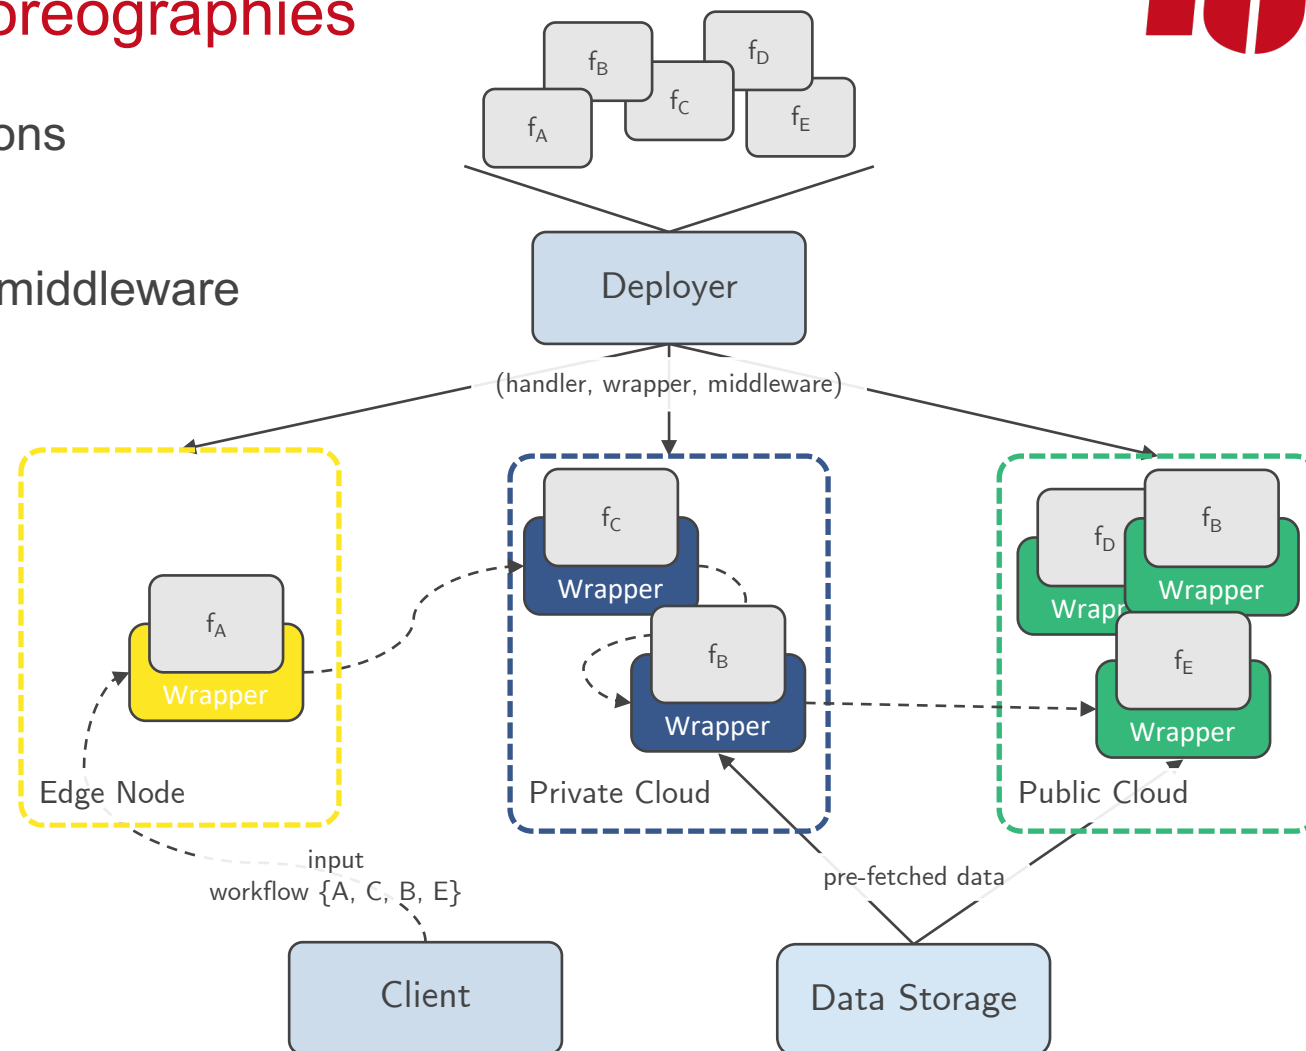 oreographies
ons
middleware
fB
fD
fC
fA
fE
Deployer
(handler, wrapper, middleware)
fC
Wrapper
fD
Wrapr
fB
Wrapper
fA
Wrapper
fB
Wrapper
fE
Wrapper
Edge Node
Private Cloud
Public Cloud
input
workflow {A, C, B, E}
pre-fetched data
Client
Data Storage